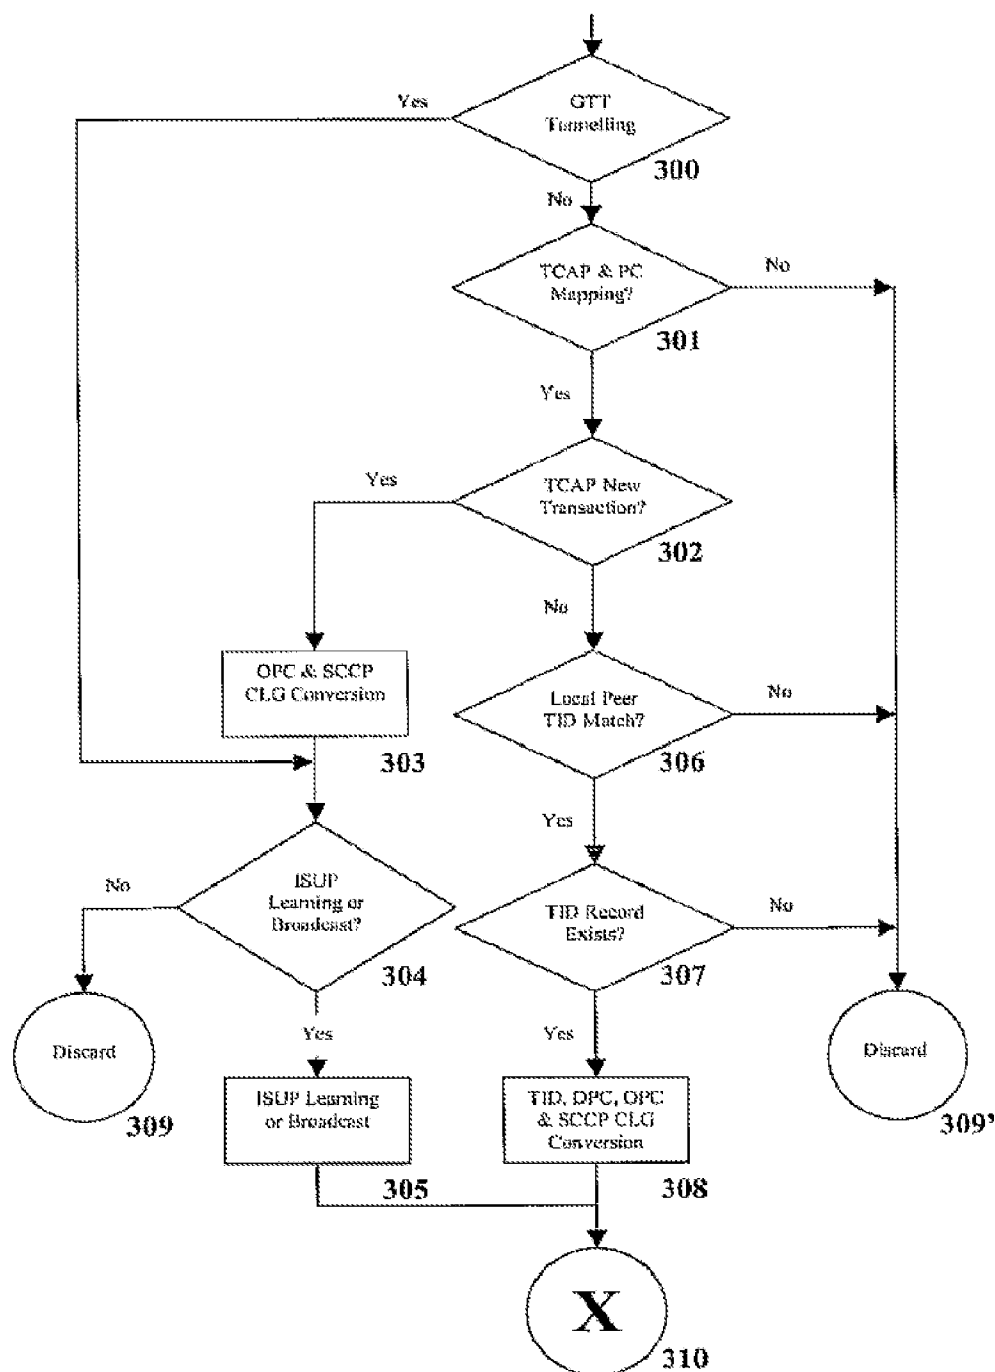 Yes
GTT
Tunnelling
300
No
TCAP & PC
Mapping?
No
301
Yes
Yes
TCAP New
Transaction?
302
No
OPC & SCCP
CLG Conversion
303
Local Peer
TID Match?
No
306
Yes
No
ISUP
Learning or
Broadcast?
304
TID Record
Exists?
No
307
Discard
309
Yes
Yes
Discard
309'
ISUP Learning
or Broadcast
305
TID, DPC, OPC
& SCCP CLG
Conversion
308
X
310